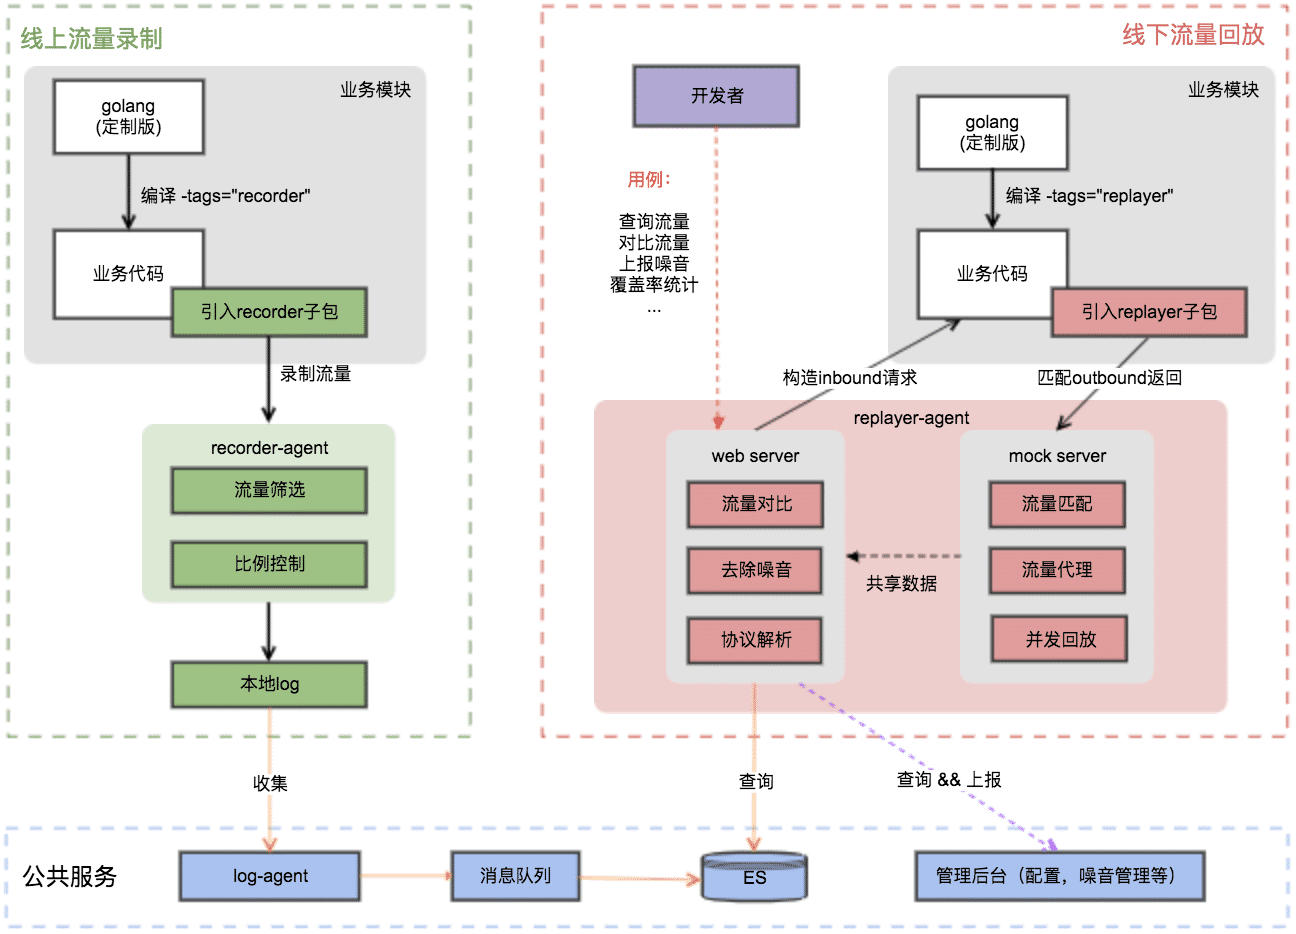 线上流量录制
业务模块
golang
(定制版)
编译 -tags="recorder"
业务代码
引入recorder子包
录制流量
recorder-agent
流量筛选
比例控制
本地log
收集
线下流量回放
开发者
用例：
查询流量
对比流量
上报噪音
覆盖率统计
...
业务模块
golang
(定制版)
编译 -tags="replayer"
业务代码
引入replayer子包
构造inbound请求
匹配outbound返回
replayer-agent
web server
流量对比
去除噪音
协议解析
共享数据
mock server
流量匹配
流量代理
并发回放
查询
查询 && 上报
公共服务
log-agent
消息队列
ES
管理后台（配置，噪音管理等）